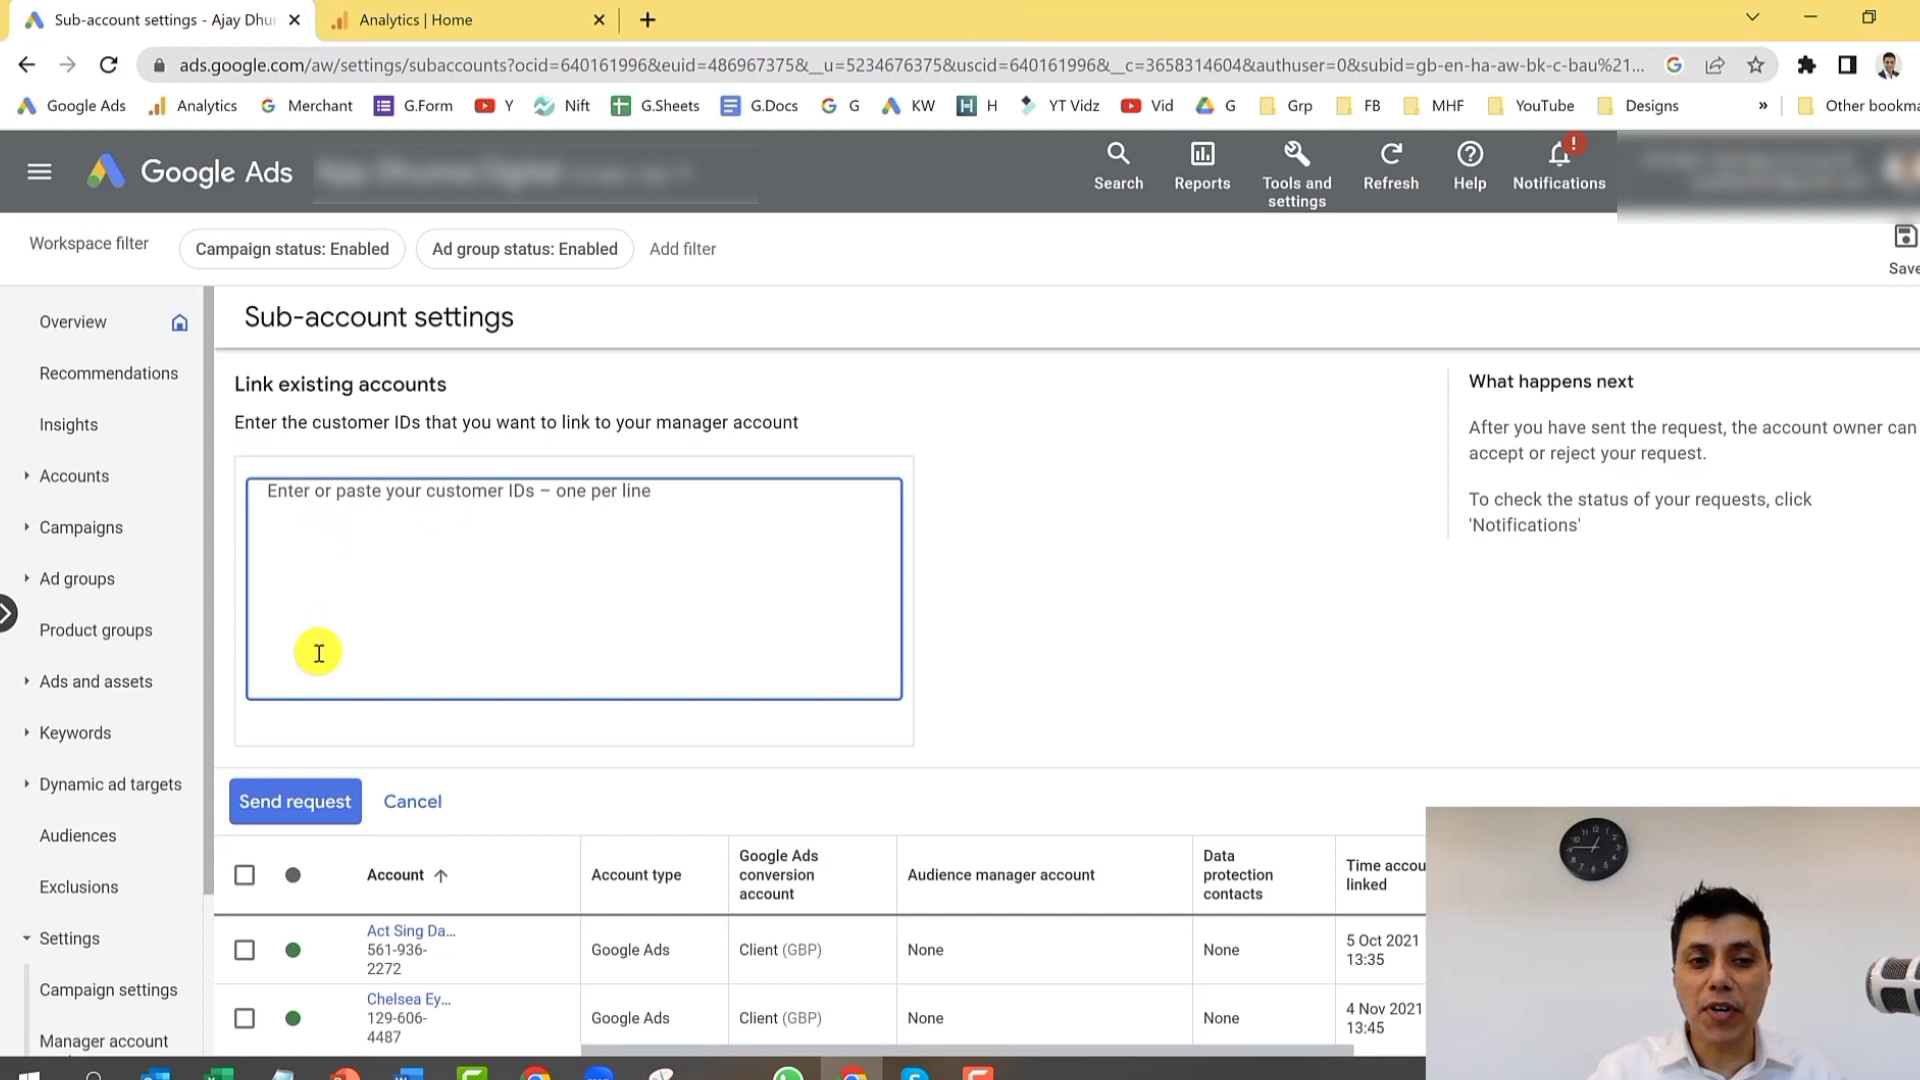 Sub-account settings - Ajay Dhu
Analytics | Home
ads.google.com/aw/settings/subaccounts?ocid=640161996&euid=486967375&__u=5234676375&uscid=640161996&__c=3658314604&authuser=0&subid=gb-en-ha-aw-bk-c-bau%21...
Google Ads
Analytics
Merchant
G.Form
Y
Nift
G.Sheets
G.Docs
G
KW
H
YT Vidz
Vid
G
Grp
FB
MHF
YouTube
Designs
»
Other bookma
Google Ads
Search
Reports
Tools and
settings
Refresh
Help
!
Notifications
Workspace filter
Campaign status: Enabled
Ad group status: Enabled
Add filter
Save
Overview
Recommendations
Insights
Accounts
Campaigns
Ad groups
Product groups
Ads and assets
Keywords
Dynamic ad targets
Audiences
Exclusions
Settings
Campaign settings
Manager account
Sub-account settings
Link existing accounts
Enter the customer IDs that you want to link to your manager account
Enter or paste your customer IDs – one per line
What happens next
After you have sent the request, the account owner can
accept or reject your request.
To check the status of your requests, click
'Notifications'
Send request
Cancel
Account
Account type
Google Ads
conversion
account
Audience manager account
Data
protection
contacts
Time accou
linked
Act Sing Da...
561-936-
2272
Google Ads
Client (GBP)
None
None
5 Oct 2021
13:35
Chelsea Ey...
129-606-
4487
Google Ads
Client (GBP)
None
None
4 Nov 2021
13:45